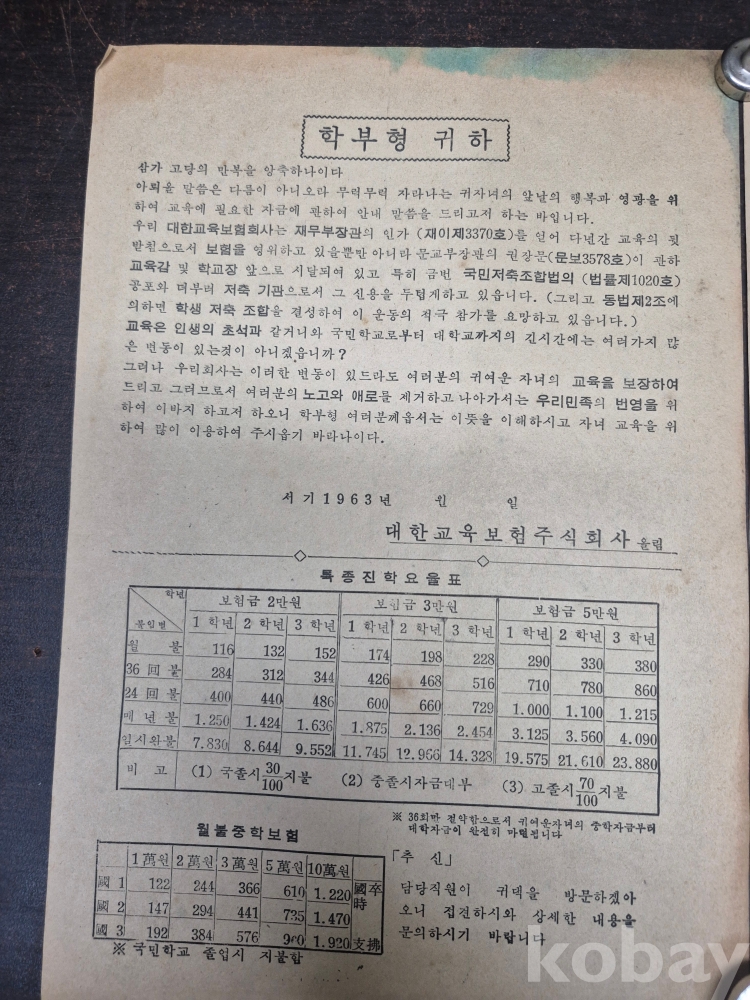 학부형 귀하
삼가 고당의 만복을 앙축하나이다
아뢰올 말씀은 다름이 아니오라 무럭무럭 자라나는 귀자녀의 앞날의 행복과 영광을 위
하여 교육에 필요한 자금에 관하여 안내 말씀을 드리고저 하는 바입니다.
우리 대한교육보험회사는 재무부장관의 인가 (재이제3370호)를 얻어 다년간 교육의 뒷
받침으로서 보험을 영위하고 있을뿐만 아니라 문교부장관의 권장문(문보3578호)이 관하
교육감 및 학교장 앞으로 시달되여 있고 특히 금번 국민저축조합법의 (법률제1020호)
공포와 더부터 저축 기관으로서 그 신용을 두텁게하고 있읍니다. (그리고 동법제2조에
의하면 학생 저축 조합을 결성하여 이 운동의 적극 참가를 요망하고 있읍니다.)
교육은 인생의 초석과 같거니와 국민학교로부터 대학교까지의 긴시간에는 여러가지 많
은 변동이 있는것이 아니겠읍니까?
그러나 우리회사는 이러한 변동이 있드라도 여러분의 귀여운 자녀의 교육을 보장하여
드리고 그러므로서 여러분의 노고와 애로를 제거하고 나아가서는 우리민족의 번영을 위
하여 이바지 하고저 하오니 학부형 여러분께옵서는 이뜻을 이해하시고 자녀 교육을 위
하여 많이 이용하여 주시옵기 바라나이다.
서기 1963년 월 일
대한교육보험주식회사 올림
특종진학요율표
학년 불입별 보험금 2만원 보험금 3만원 보험금 5만원
1 학년 2 학년 3 학년 1 학년 2 학년 3 학년 1 학년 2 학년 3 학년
월 불 116 132 152 174 198 228 290 330 380
36 回 불 284 312 344 426 468 516 710 780 860
24 回 불 400 440 486 600 660 729 1.000 1.100 1.215
매 년 불 1.250 1.424 1.636 1.875 2.136 2.454 3.125 3.560 4.090
일시완불 7.830 8.644 9.552 11.745 12.966 14.328 19.575 21.610 23.880
비 고 (1) 국졸시 30/100 지불 (2) 중졸시자금대부 (3) 고졸시 70/100 지불
※ 36회만 절약함으로서 귀여운자녀의 중학자금부터
대학자금이 완전히 마련됩니다
월불중학보험
1萬원 2萬원 3萬원 5萬원 10萬원
國 1 122 244 366 610 1.220 國卒時
國 2 147 294 441 735 1.470
國 3 192 384 576 960 1.920 支拂
※ 국민학교 졸업시 지불함
「추 신」
담당직원이 귀댁을 방문하겠아
오니 접견하시와 상세한 내용을
문의하시기 바랍니다
kobay